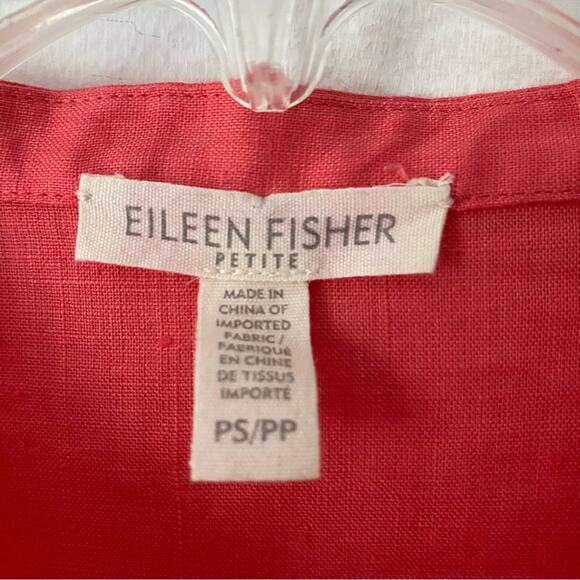 EILEEN FISHER
PETITE
MADE IN
CHINA OF
IMPORTED
FABRIC /
FABRIQUÉ
EN CHINE
DE TISSUS
IMPORTÉ
PS/PP